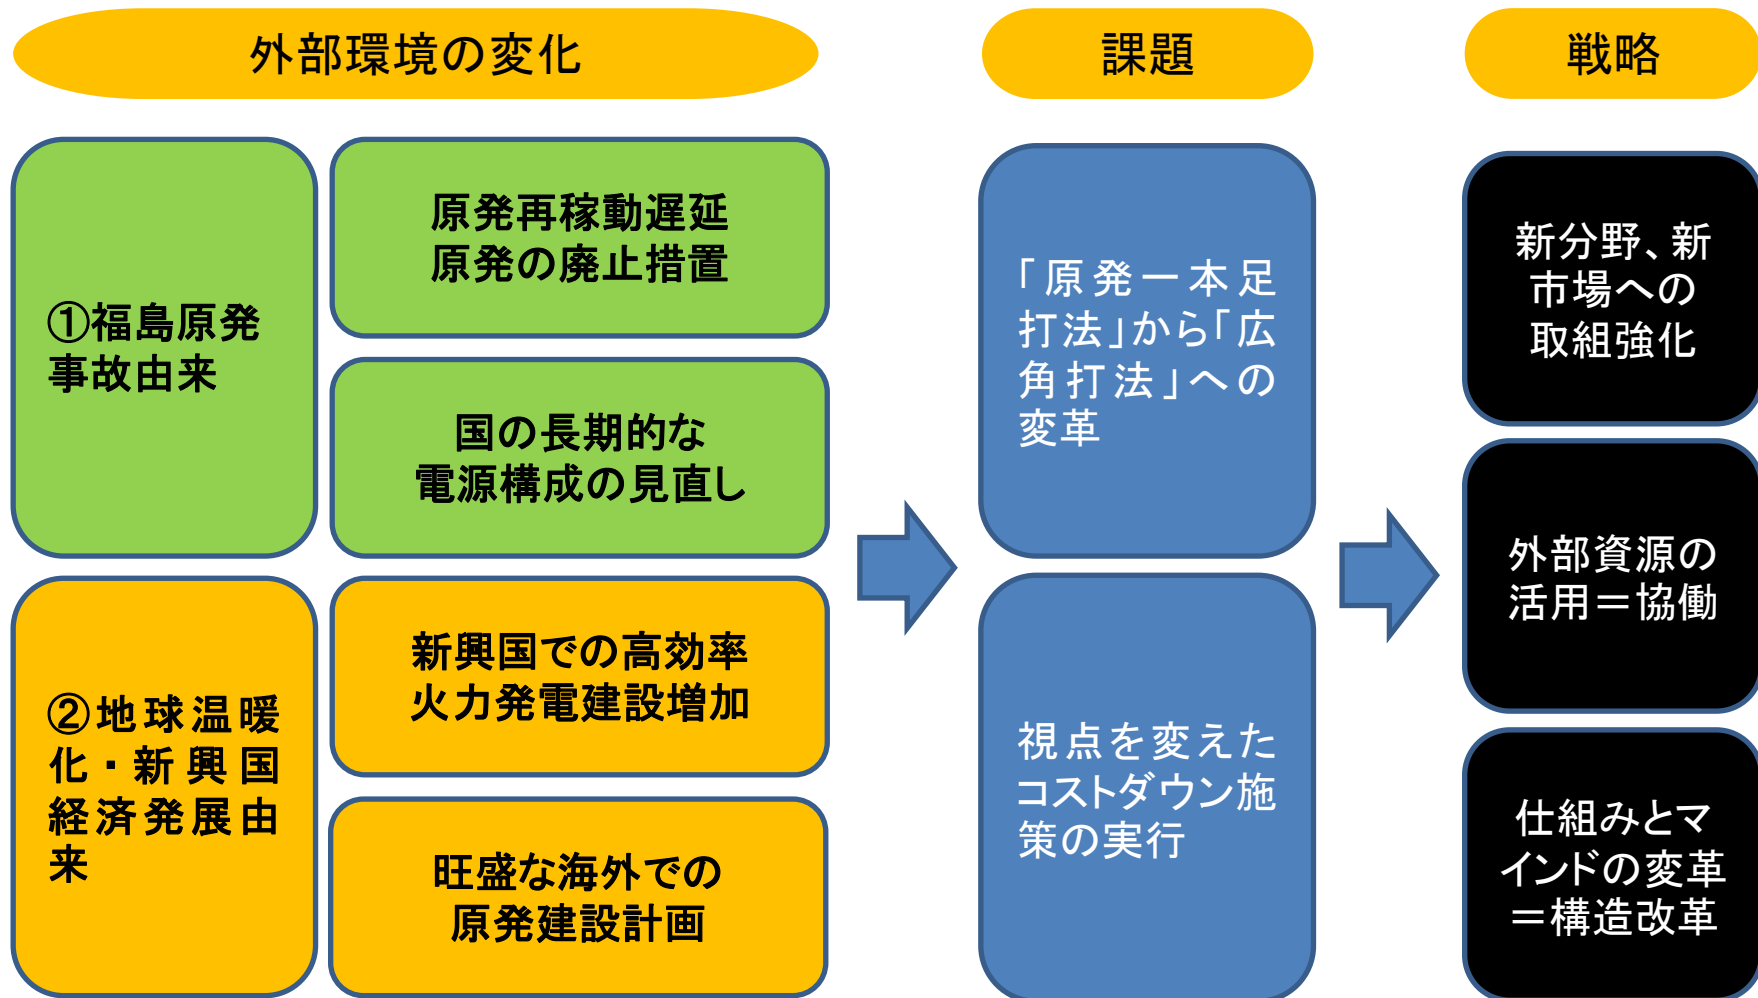 外部環境の変化
課題
戦略
①福島原発
事故由来
原発再稼動遅延
原発の廃止措置
国の長期的な
電源構成の見直し
②地球温暖
化・新興国
経済発展由
来
新興国での高効率
火力発電建設増加
旺盛な海外での
原発建設計画
「原発一本足
打法」から「広
角打法」への
変革
視点を変えた
コストダウン施
策の実行
新分野、新
市場への
取組強化
外部資源の
活用＝協働
仕組みとマ
インドの変革
＝構造改革